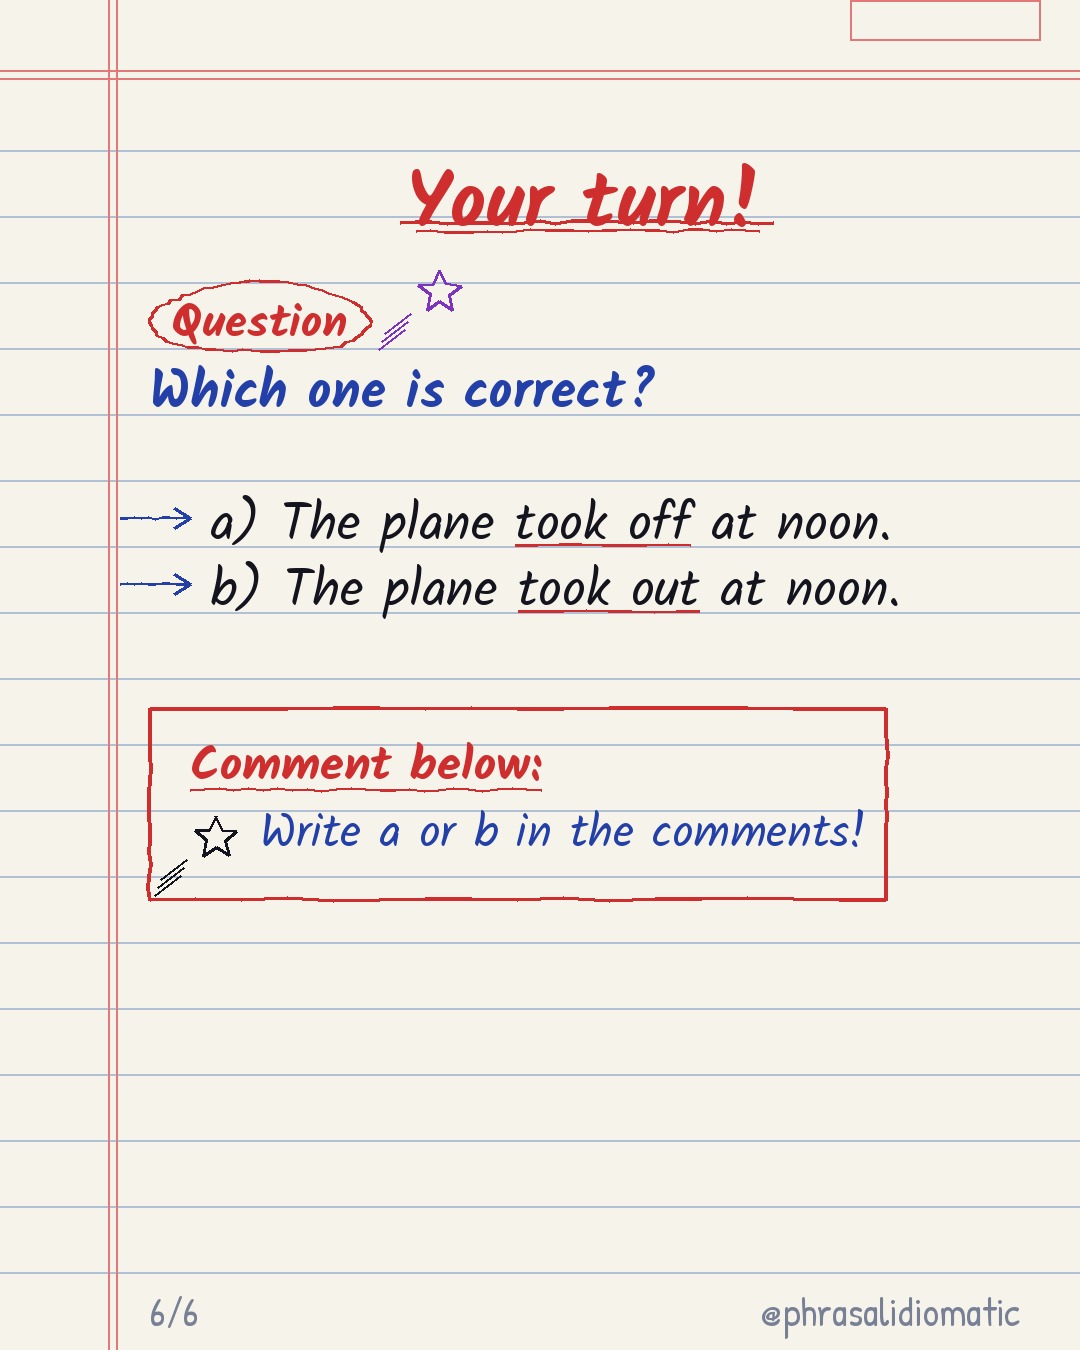 Your turn!
Question
Which one is correct?
a) The plane took off at noon.
b) The plane took out at noon.
Comment below:
Write a or b in the comments!
6/6
@phrasalidiomatic